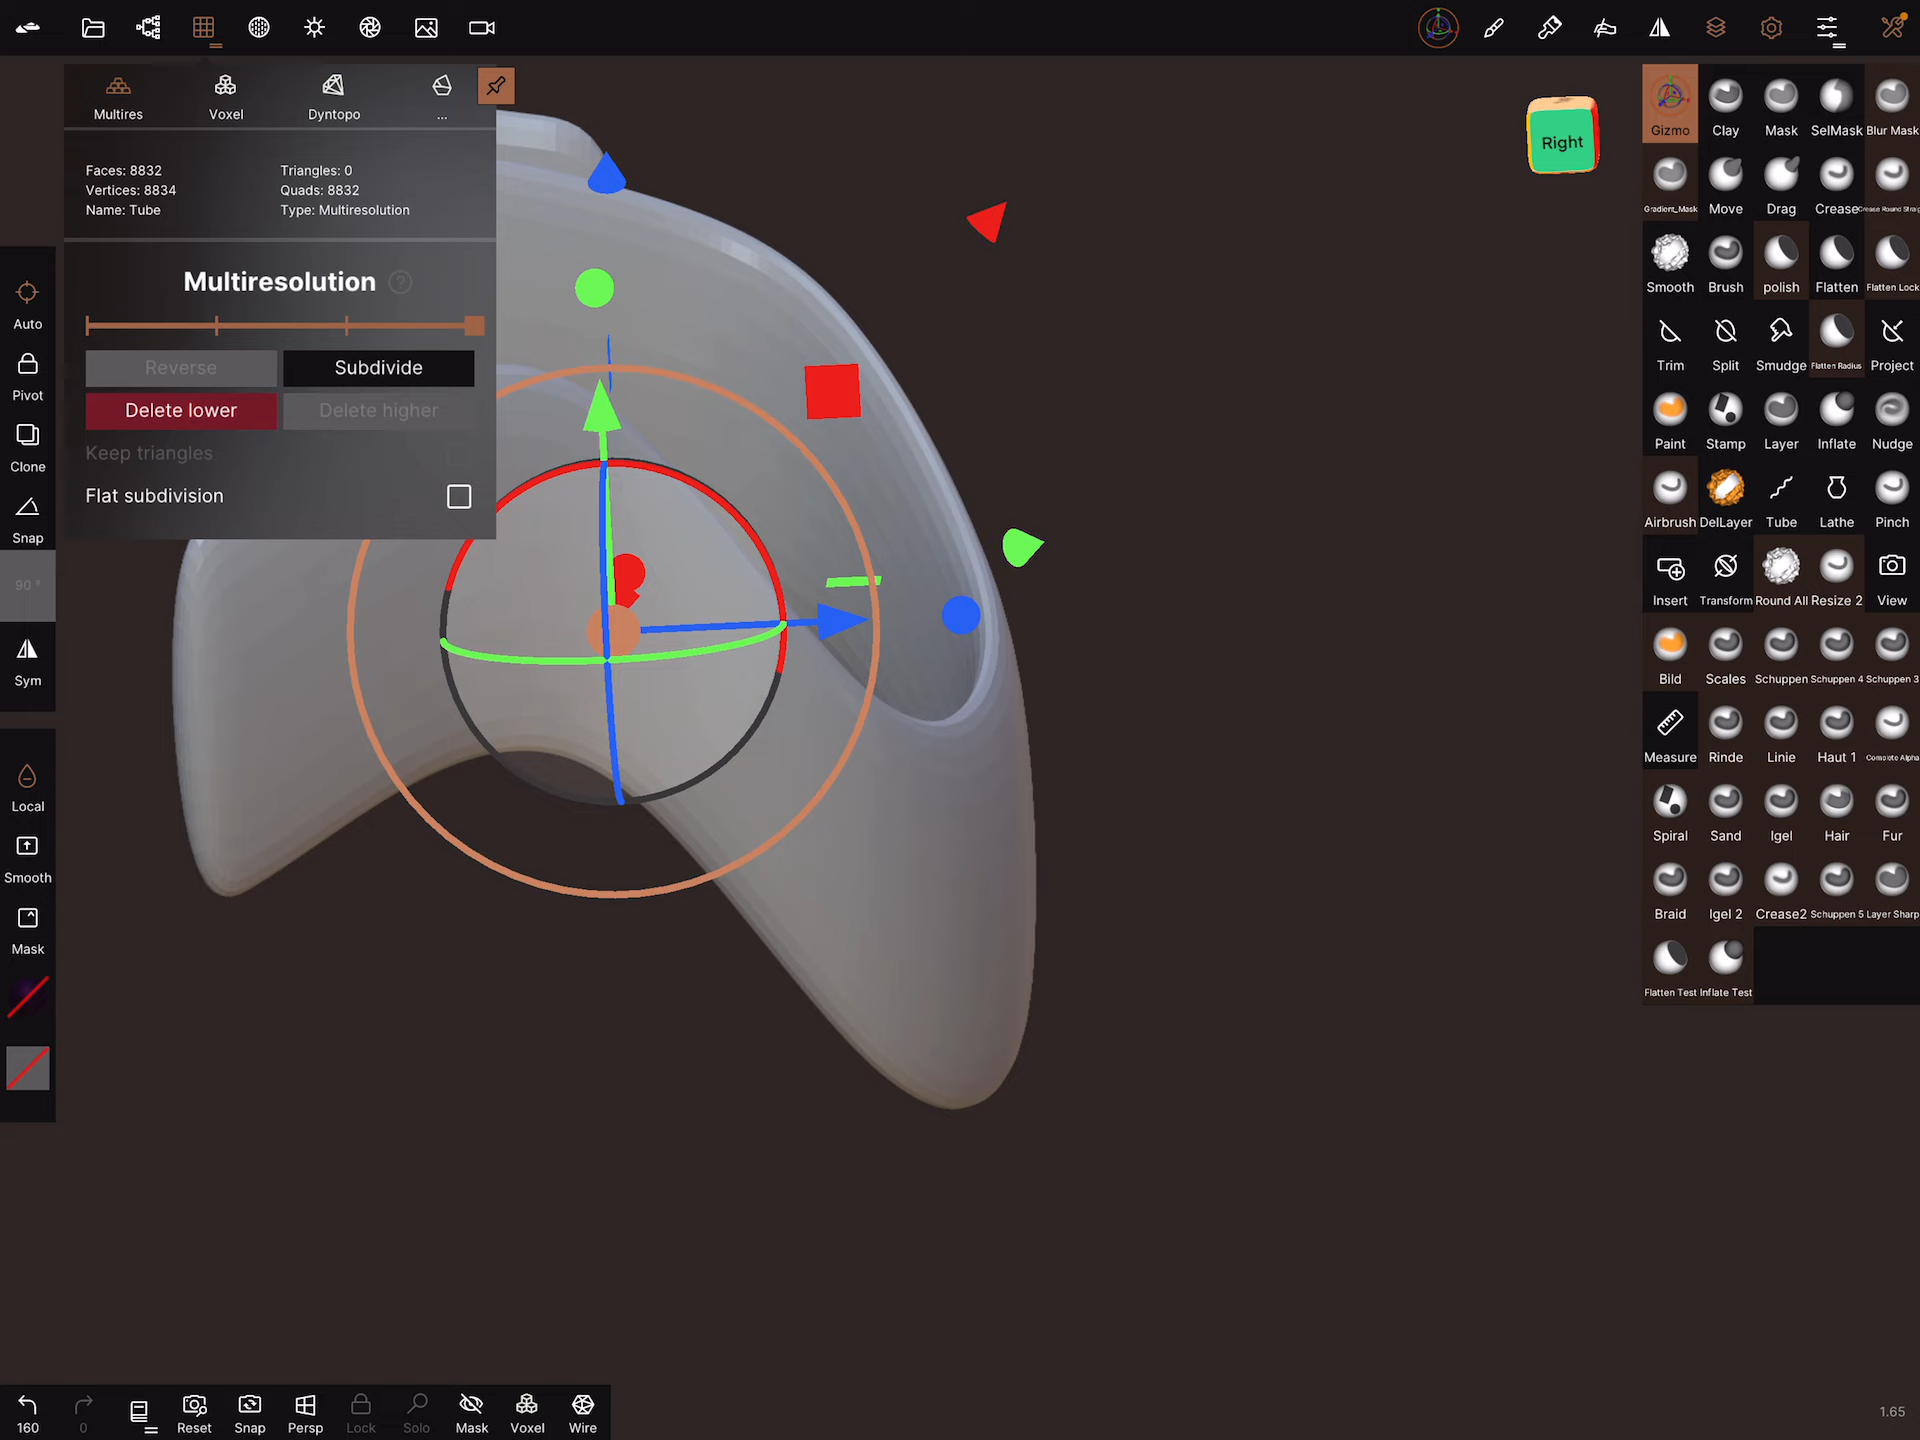 Multires
Voxel
Dyntopo
...
Faces: 8832
Triangles: 0
Vertices: 8834
Quads: 8832
Name: Tube
Type: Multiresolution
Multiresolution ?
Reverse
Subdivide
Delete lower
Delete higher
Keep triangles
Flat subdivision
Auto
Pivot
Clone
Snap
90 °
Sym
Local
Smooth
Mask
Right
Gizmo
Clay
Mask
SelMask
Blur Mask
Gradient_Mask
Move
Drag
Crease
Smooth
Brush
polish
Flatten
Flatten Lock
Trim
Split
Smudge
Flatten Radius
Project
Paint
Stamp
Layer
Inflate
Nudge
Airbrush
DelLayer
Tube
Lathe
Pinch
Insert
Transform
Round All
Resize 2
View
Bild
Scales
Schuppen
Schuppen 4
Schuppen 3
Measure
Rinde
Linie
Haut 1
Spiral
Sand
Igel
Hair
Fur
Braid
Igel 2
Crease2
Schuppen 5
Layer Sharp
Flatten Test
Inflate Test
160
0
Reset
Snap
Persp
Lock
Solo
Mask
Voxel
Wire
1.65